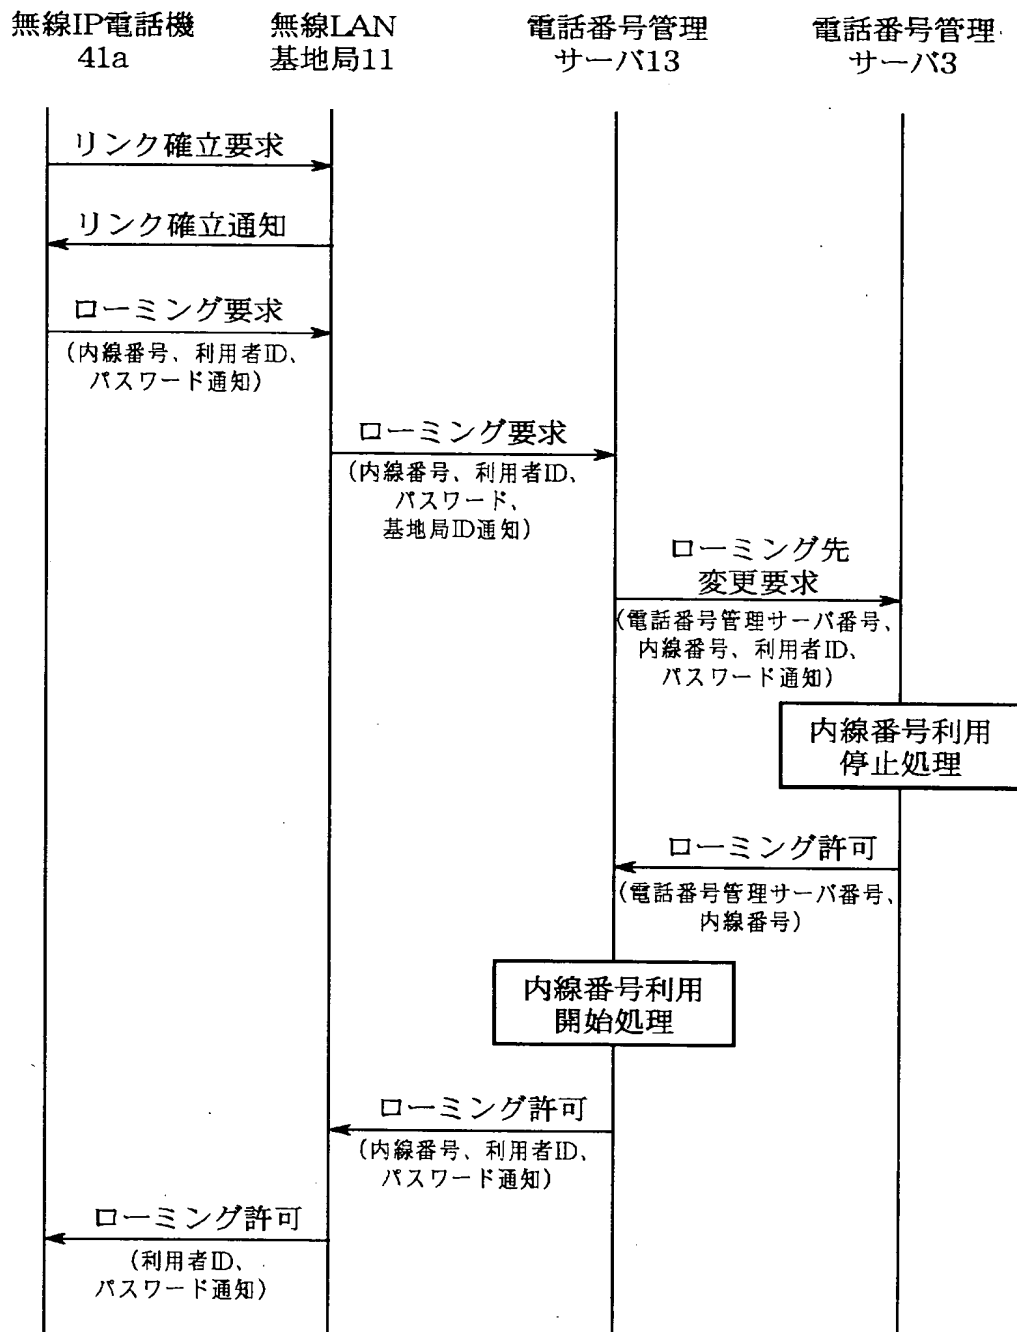 無線IP電話機
41a
無線LAN
基地局11
電話番号管理
サーバ13
電話番号管理
サーバ3
リンク確立要求
リンク確立通知
ローミング要求
(内線番号、利用者ID、
パスワード通知)
ローミング要求
(内線番号、利用者ID、
パスワード、
基地局ID通知)
ローミング先
変更要求
(電話番号管理サーバ番号、
内線番号、利用者ID、
パスワード通知)
内線番号利用
停止処理
ローミング許可
(電話番号管理サーバ番号、
内線番号)
内線番号利用
開始処理
ローミング許可
(内線番号、利用者ID、
パスワード通知)
ローミング許可
(利用者ID、
パスワード通知)